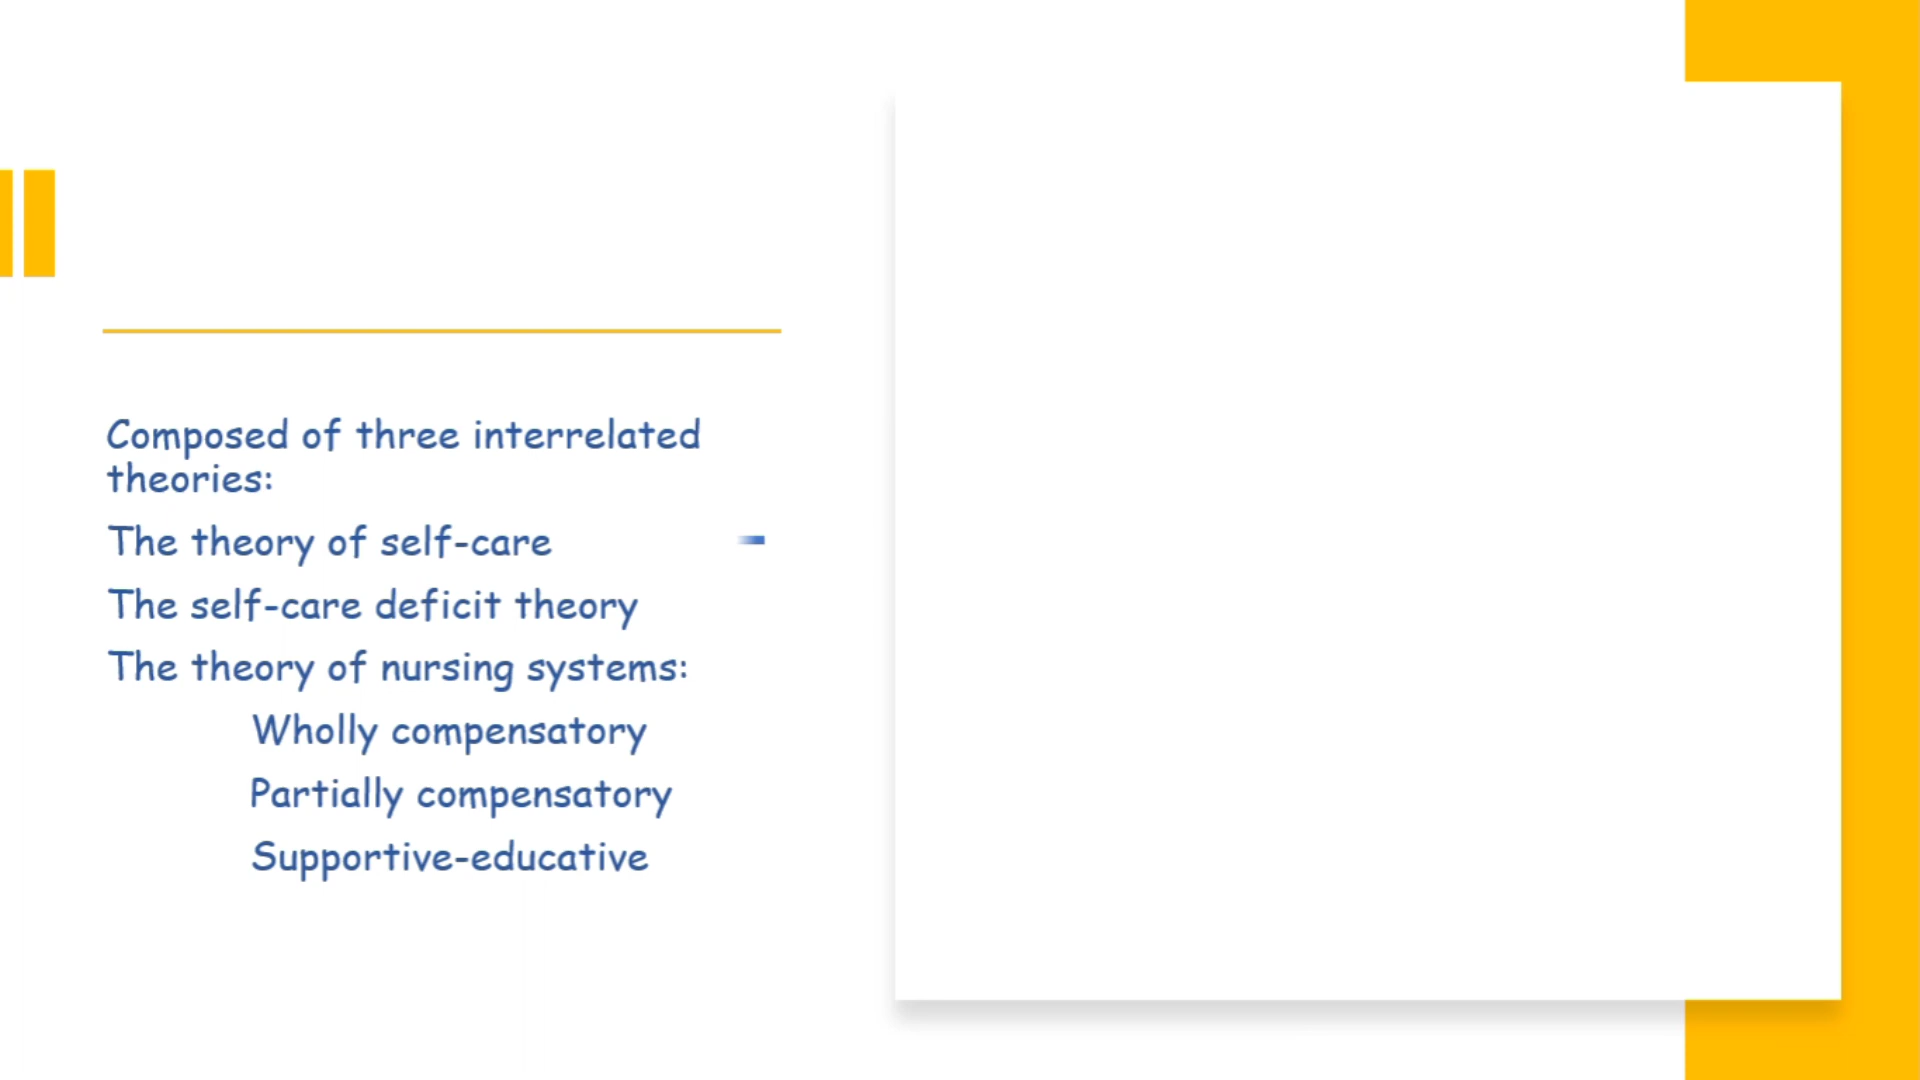 Composed of three interrelated
theories:
The theory of self-care
The self-care deficit theory
The theory of nursing systems:
Wholly compensatory
Partially compensatory
Supportive-educative